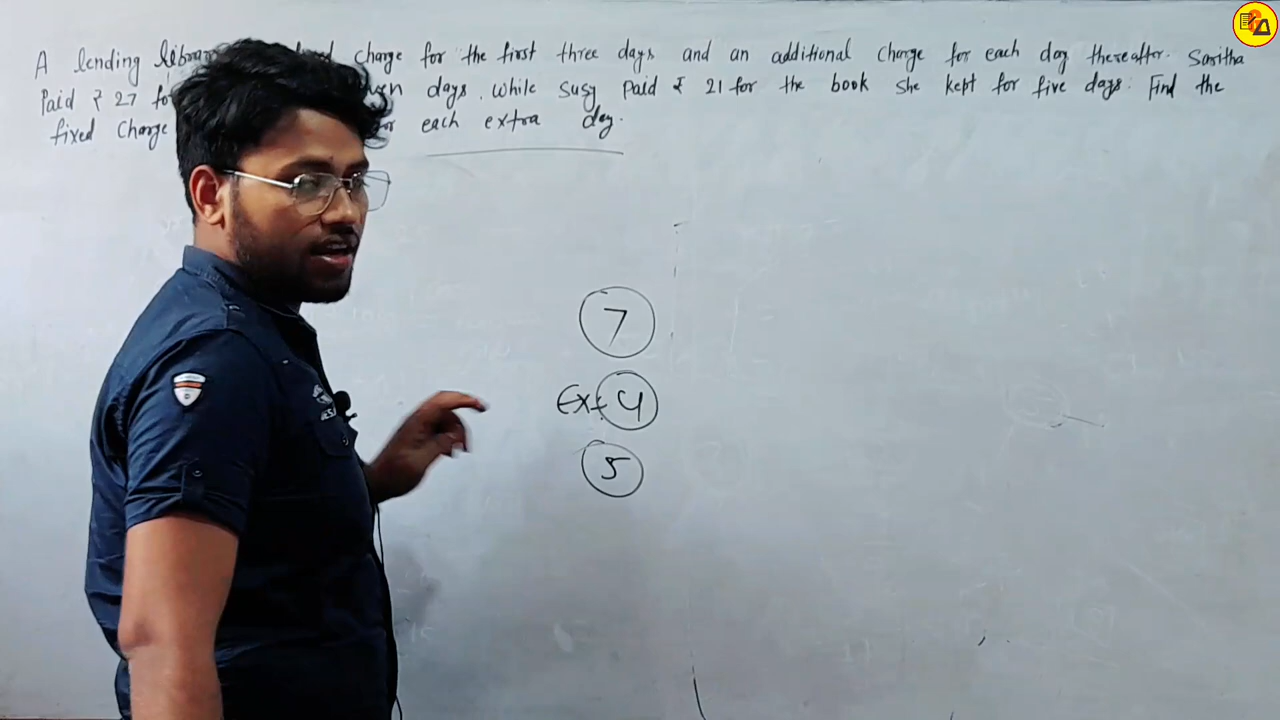 A lending charge for the first three days and an additional charge for each day thereafter. Saritha
Paid ₹ 27 days. while Susy Paid ₹ 21 for the book she kept for five days. Find the
fixed charge each extra day.
7
Ex= 4
5